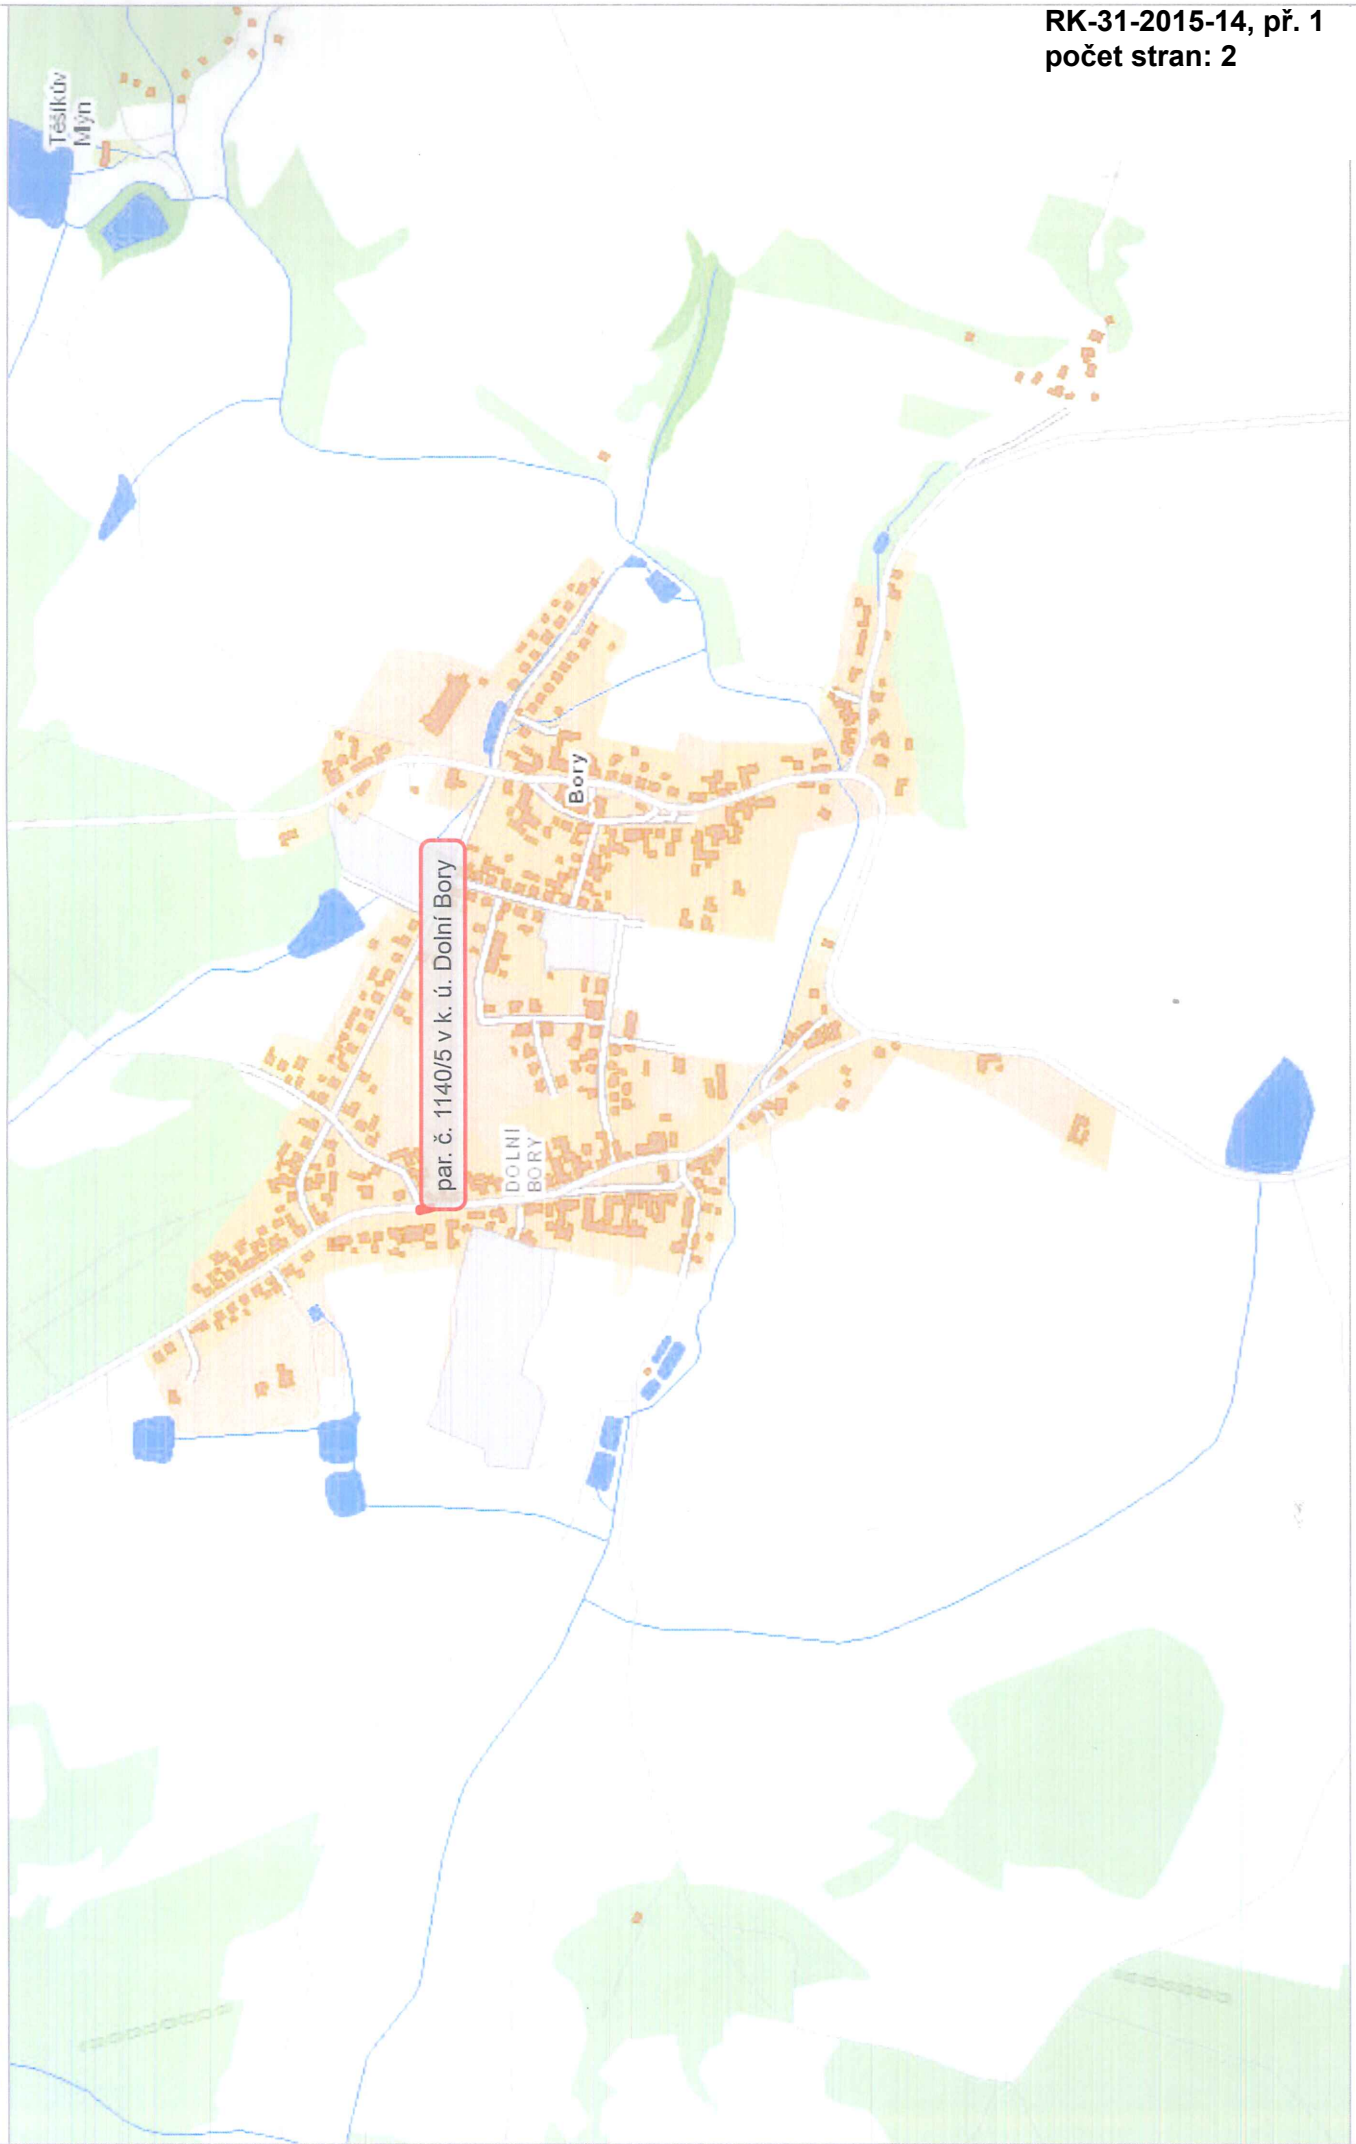 RK-31-2015-14, př. 1
počet stran: 2
Těšíkův
Mlýn
Bory
par. č. 1140/5 v k. ú. Dolní Bory
DOLNÍ
BORY